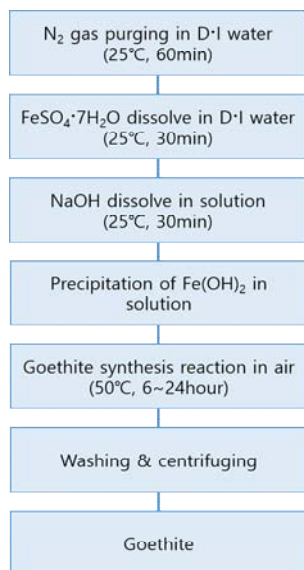 N₂ gas purging in D·I water
(25℃, 60min)
FeSO₄·7H₂O dissolve in D·I water
(25℃, 30min)
NaOH dissolve in solution
(25℃, 30min)
Precipitation of Fe(OH)₂ in
solution
Goethite synthesis reaction in air
(50℃, 6~24hour)
Washing & centrifuging
Goethite